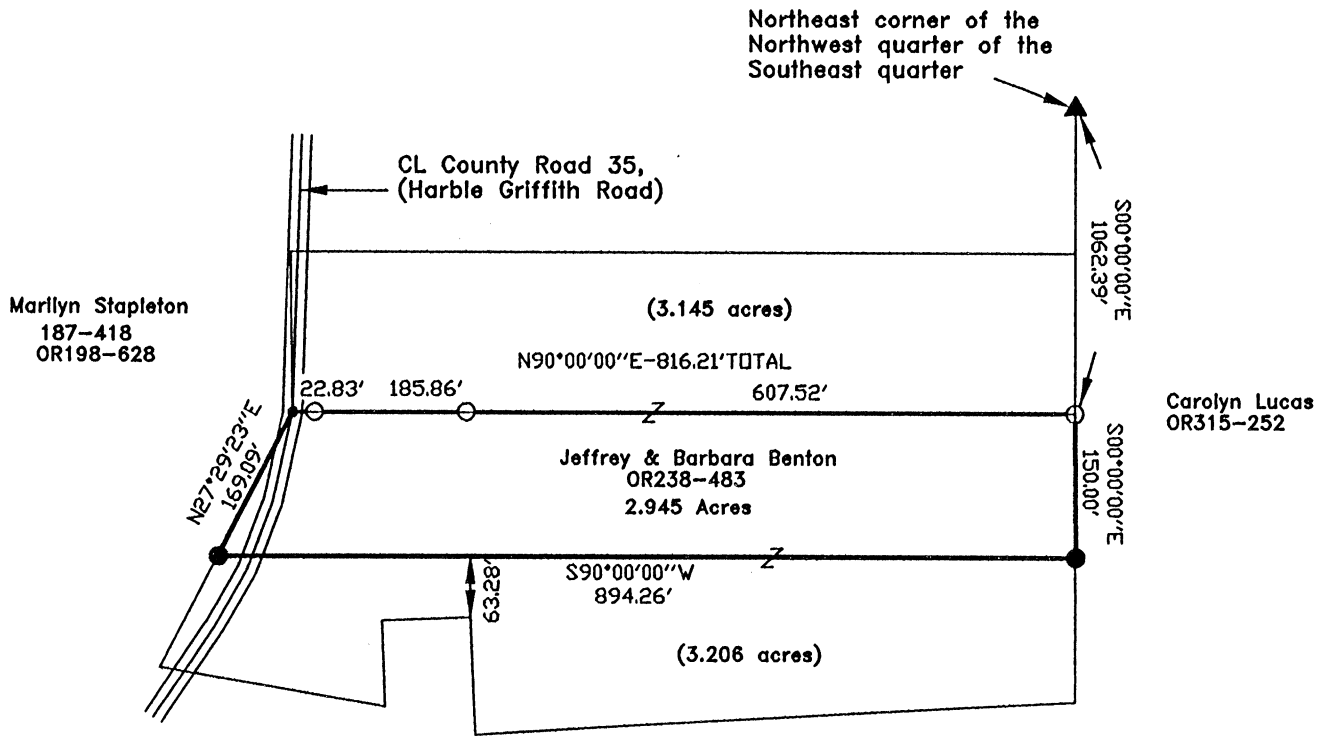 Northeast corner of the
Northwest quarter of the
Southeast quarter
CL County Road 35,
(Harble Griffith Road)
S00°00'00"E
1062.39'
Marilyn Stapleton
187-418
OR198-628
(3.145 acres)
N90°00'00"E-816.21'TOTAL
22.83'
185.86'
607.52'
Carolyn Lucas
OR315-252
N27°29'23"E
169.09'
Jeffrey & Barbara Benton
OR238-483
2.945 Acres
S00°00'00"E
150.00'
S90°00'00"W
894.26'
63.28'
(3.206 acres)